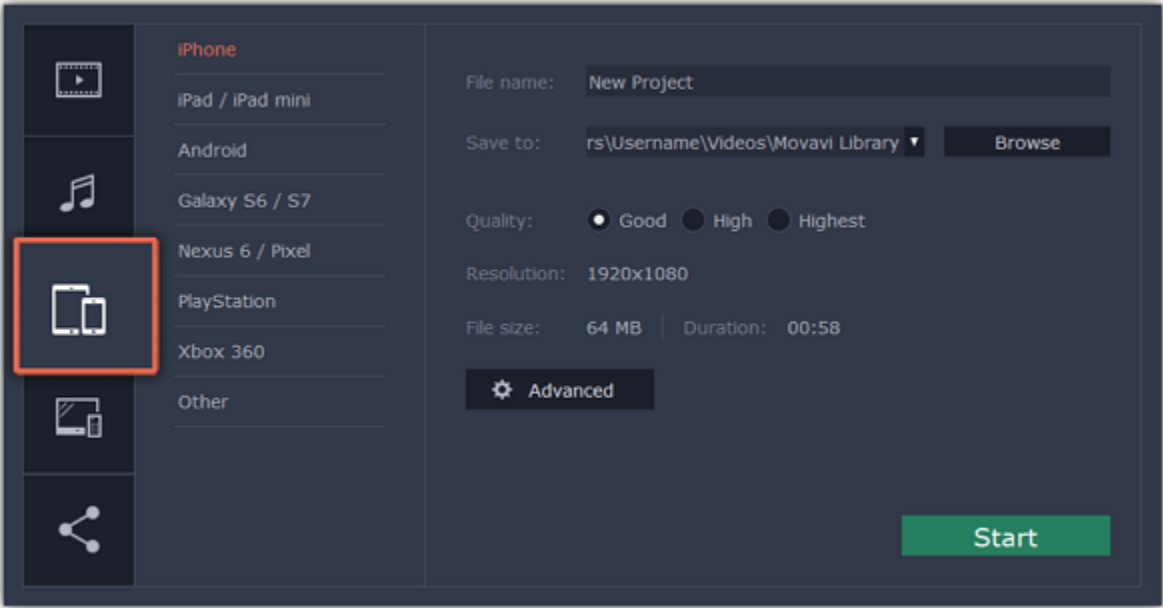 iPhone
iPad / iPad mini
Android
Galaxy S6 / S7
Nexus 6 / Pixel
PlayStation
Xbox 360
Other
File name: New Project
Save to: rs\Username\Videos\Movavi Library Browse
Quality: Good High Highest
Resolution: 1920x1080
File size: 64 MB Duration: 00:58
Advanced
Start